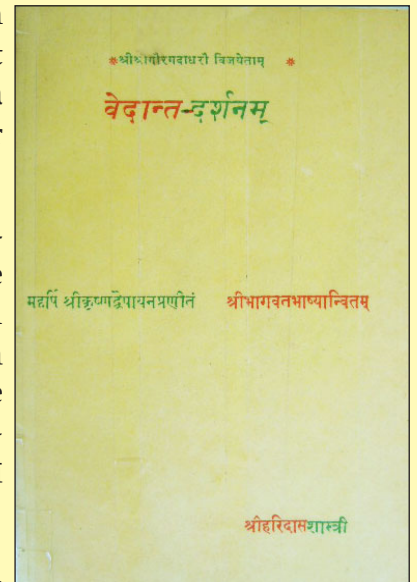 *श्रीश्रीगौरगदाधरौ विजयेताम् *
वेदान्त-दर्शनम्
महर्षि श्रीकृष्णद्वैपायनप्रणीतं श्रीभागवतभाष्यान्वितम्
श्रीहरिदासशास्त्री